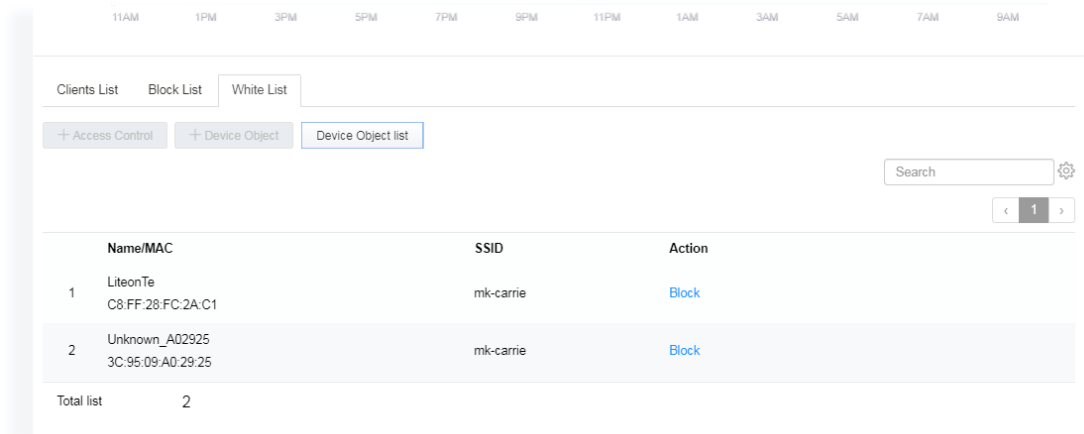 11AM 1PM 3PM 5PM 7PM 9PM 11PM 1AM 3AM 5AM 7AM 9AM
Clients List Block List White List
+ Access Control + Device Object Device Object list
Search
‹ 1 ›
Name/MAC SSID Action
1 LiteonTe mk-carrie Block
C8:FF:28:FC:2A:C1
2 Unknown_A02925 mk-carrie Block
3C:95:09:A0:29:25
Total list 2